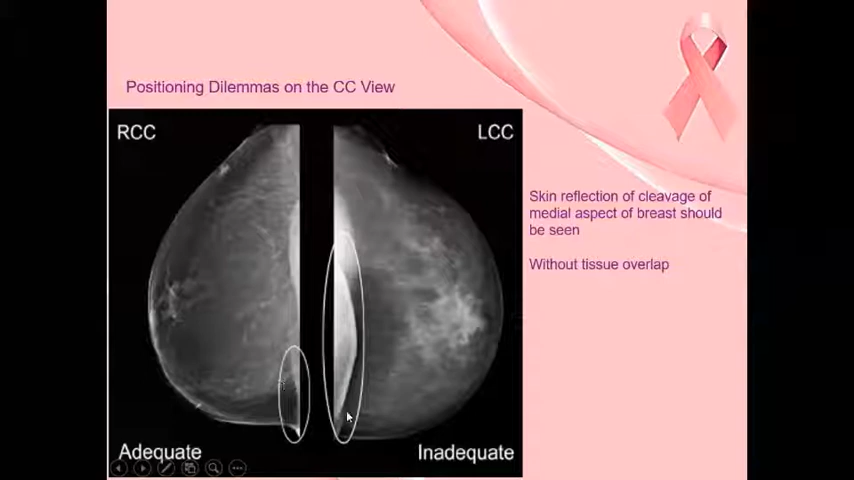 Positioning Dilemmas on the CC View
RCC
LCC
Skin reflection of cleavage of
medial aspect of breast should
be seen
Without tissue overlap
Adequate
Inadequate